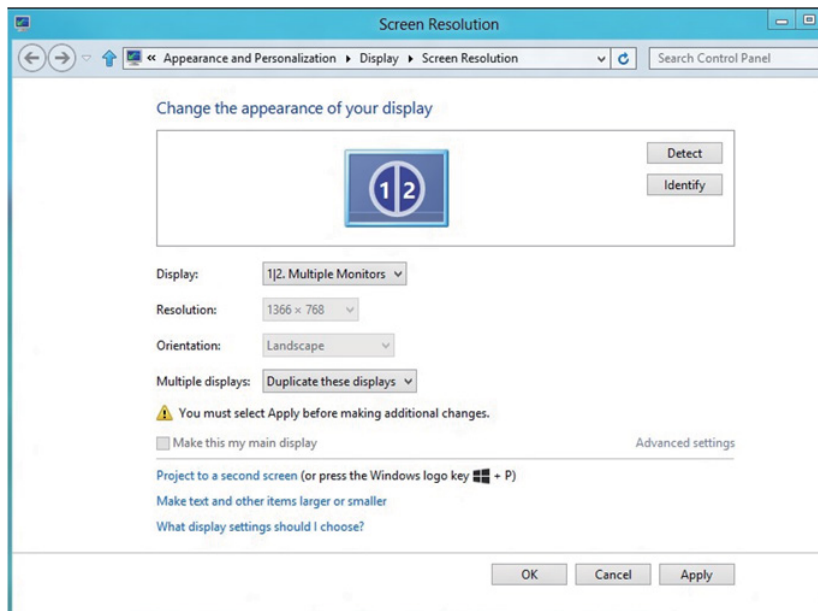 Screen Resolution
« Appearance and Personalization Display Screen Resolution Search Control Panel
Change the appearance of your display
1 2
Detect
Identify
Display: 1|2. Multiple Monitors
Resolution: 1366 × 768
Orientation: Landscape
Multiple displays: Duplicate these displays
You must select Apply before making additional changes.
Make this my main display Advanced settings
Project to a second screen (or press the Windows logo key + P)
Make text and other items larger or smaller
What display settings should I choose?
OK Cancel Apply